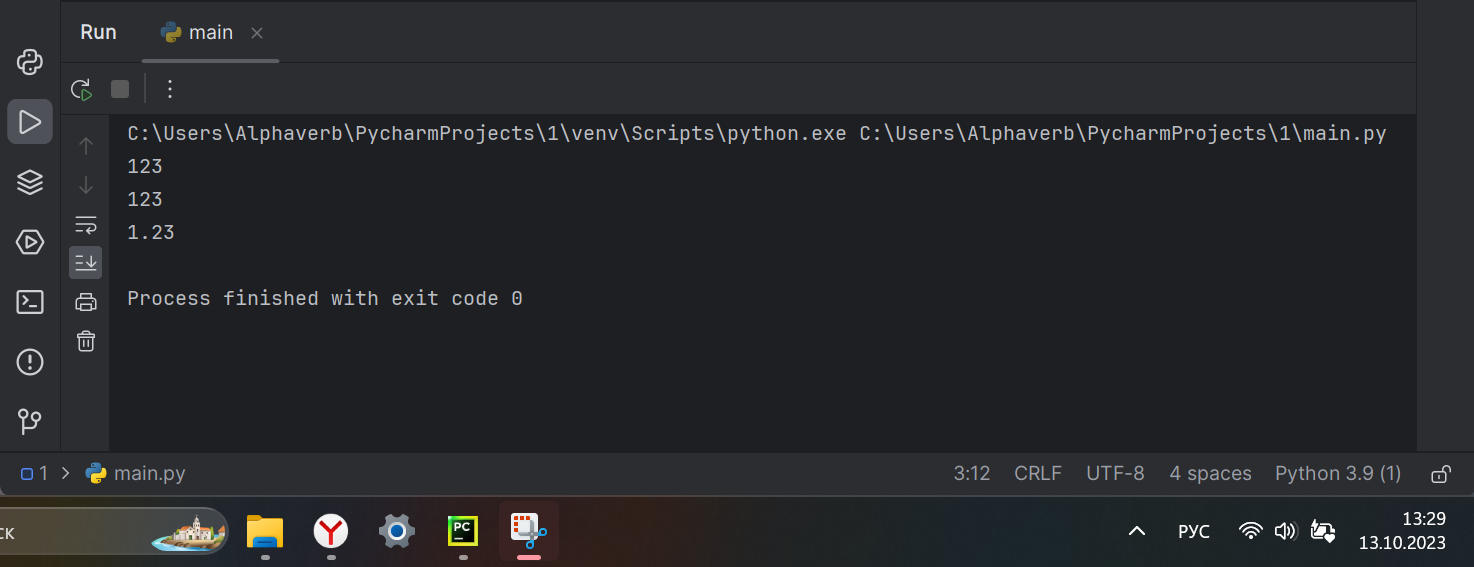 Run main
C:\Users\Alphaverb\PycharmProjects\1\venv\Scripts\python.exe C:\Users\Alphaverb\PycharmProjects\1\main.py
123
123
1.23
Process finished with exit code 0
1 > main.py 3:12 CRLF UTF-8 4 spaces Python 3.9 (1)
ск PC РУС 13:29
13.10.2023